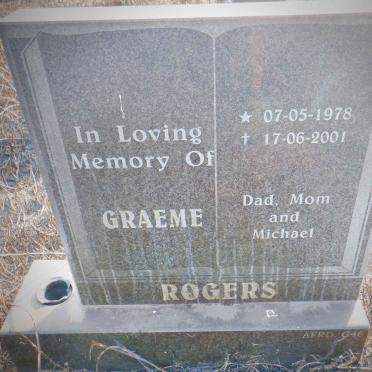 In Loving
Memory Of
GRAEME
★ 07-05-1978
✝ 17-06-2001
Dad, Mom
and
Michael
ROGERS